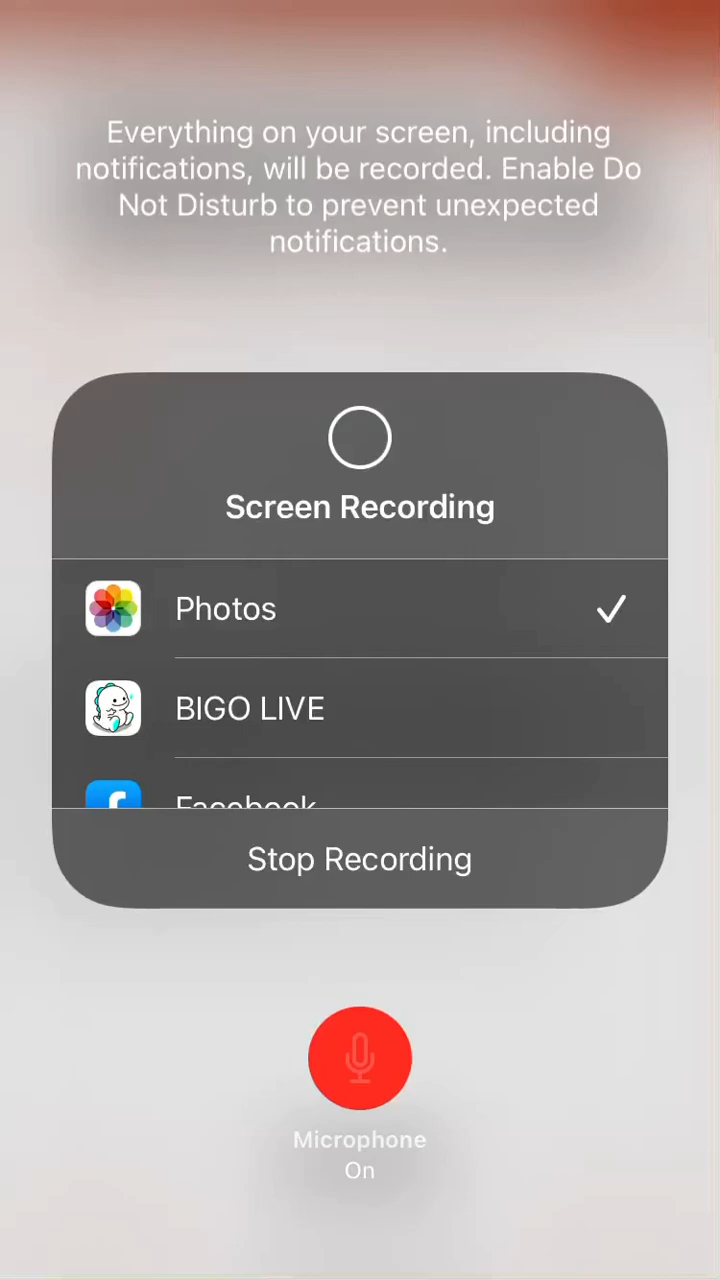 Everything on your screen, including
notifications, will be recorded. Enable Do
Not Disturb to prevent unexpected
notifications.
Screen Recording
Photos
BIGO LIVE
Facebook
Stop Recording
Microphone
On